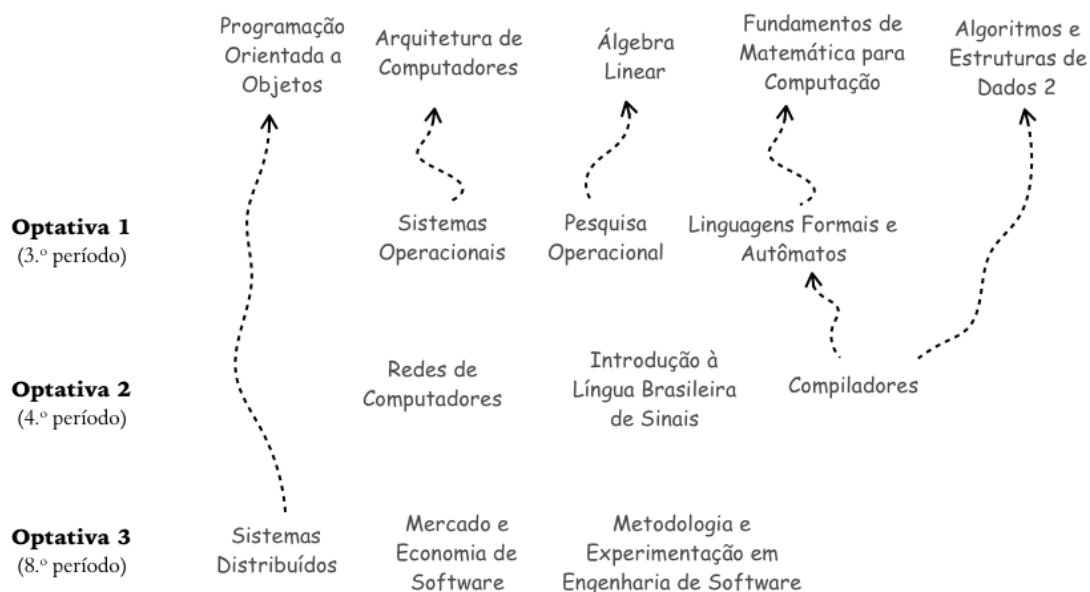 Programação
Orientada a
Objetos
Arquitetura de
Computadores
Álgebra
Linear
Fundamentos de
Matemática para
Computação
Algoritmos e
Estruturas de
Dados 2
Optativa 1
(3.º período)
Sistemas
Operacionais
Pesquisa
Operacional
Linguagens Formais e
Autômatos
Optativa 2
(4.º período)
Redes de
Computadores
Introdução à
Língua Brasileira
de Sinais
Compiladores
Optativa 3
(8.º período)
Sistemas
Distribuídos
Mercado e
Economia de
Software
Metodologia e
Experimentação em
Engenharia de Software